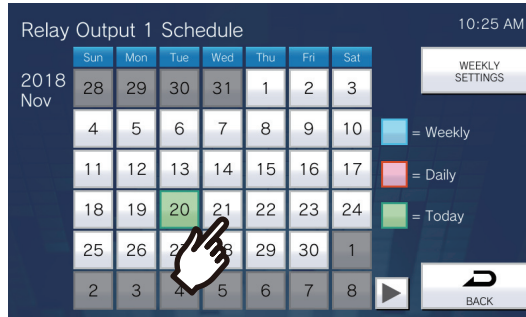 Relay Output 1 Schedule
10:25 AM
Sun Mon Tue Wed Thu Fri Sat
WEEKLY
SETTINGS
2018
Nov
28 29 30 31 1 2 3
4 5 6 7 8 9 10
= Weekly
11 12 13 14 15 16 17
= Daily
18 19 20 21 22 23 24
= Today
25 26 29 30 1
2 3 4 5 6 7 8
BACK